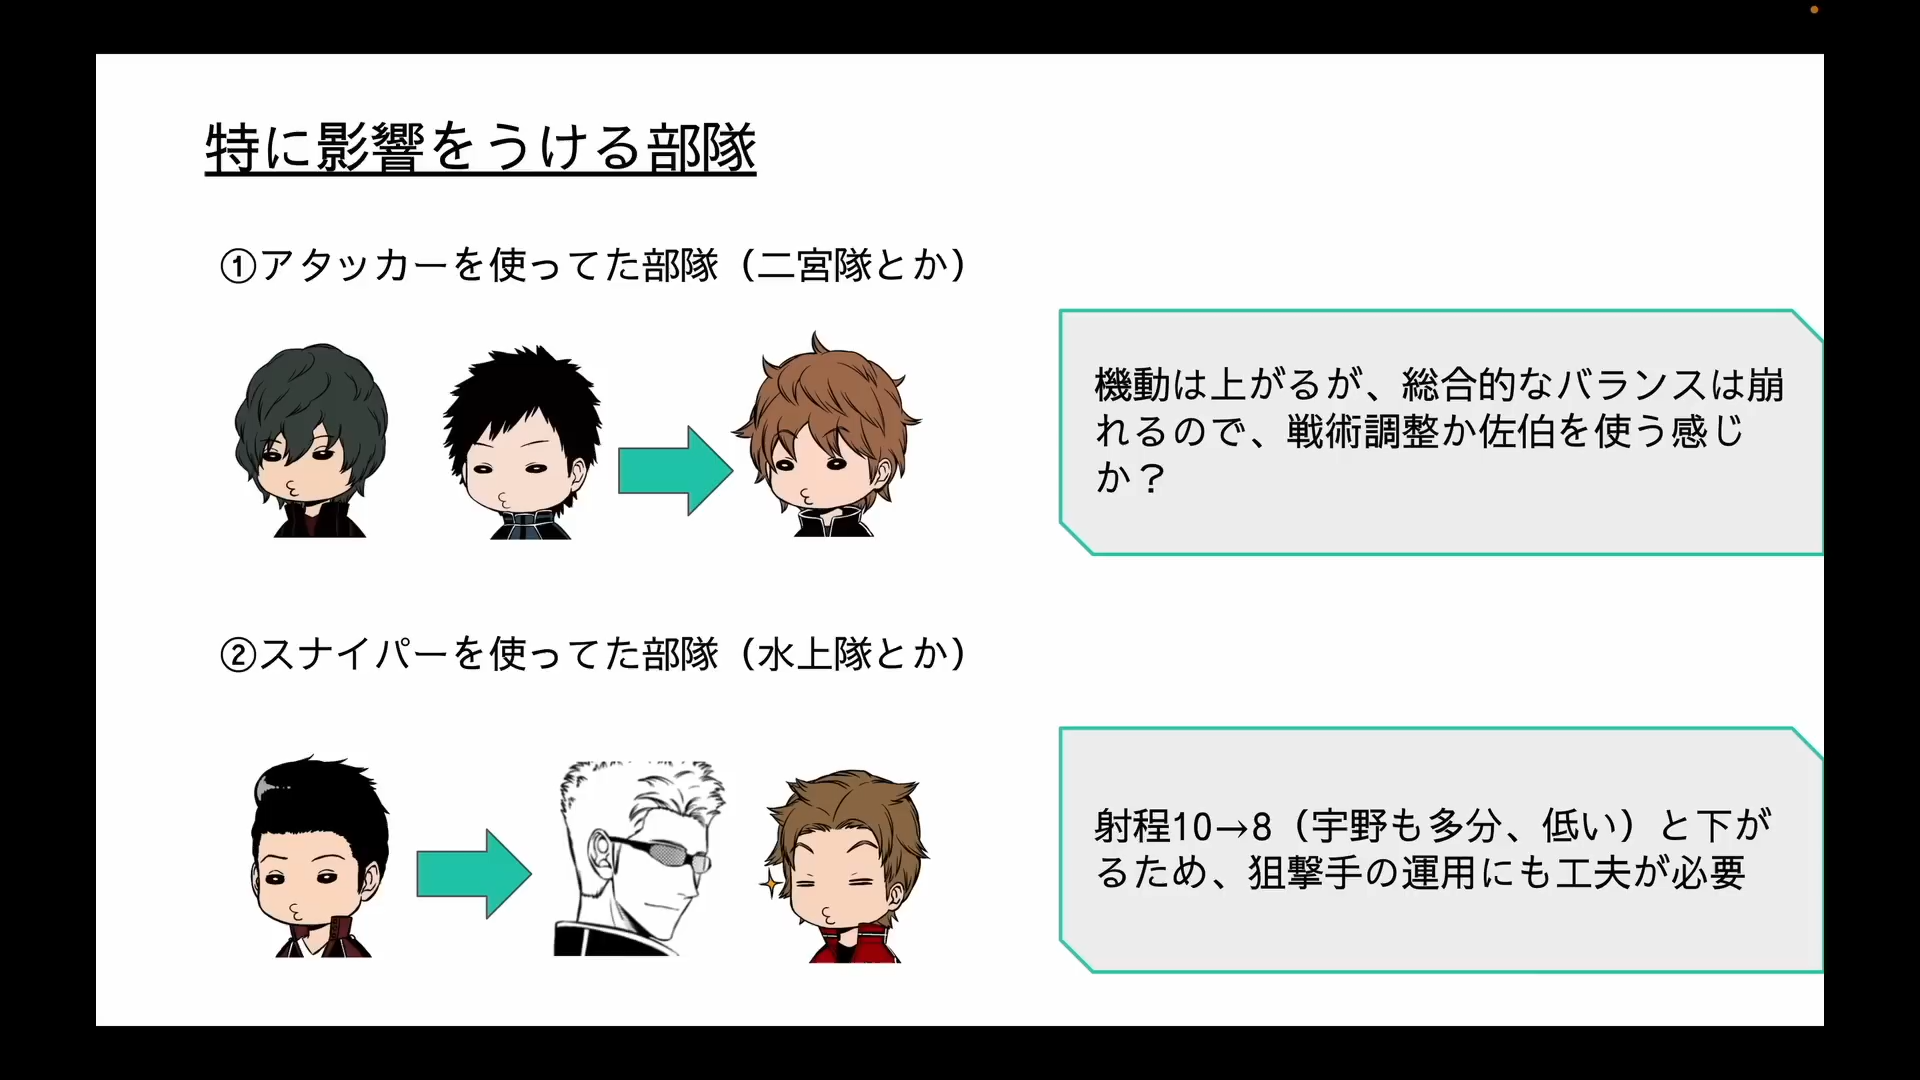 特に影響をうける部隊
①アタッカーを使ってた部隊（二宮隊とか）
機動は上がるが、総合的なバランスは崩
れるので、戦術調整か佐伯を使う感じ
か？
②スナイパーを使ってた部隊（水上隊とか）
射程10→8（宇野も多分、低い）と下が
るため、狙撃手の運用にも工夫が必要